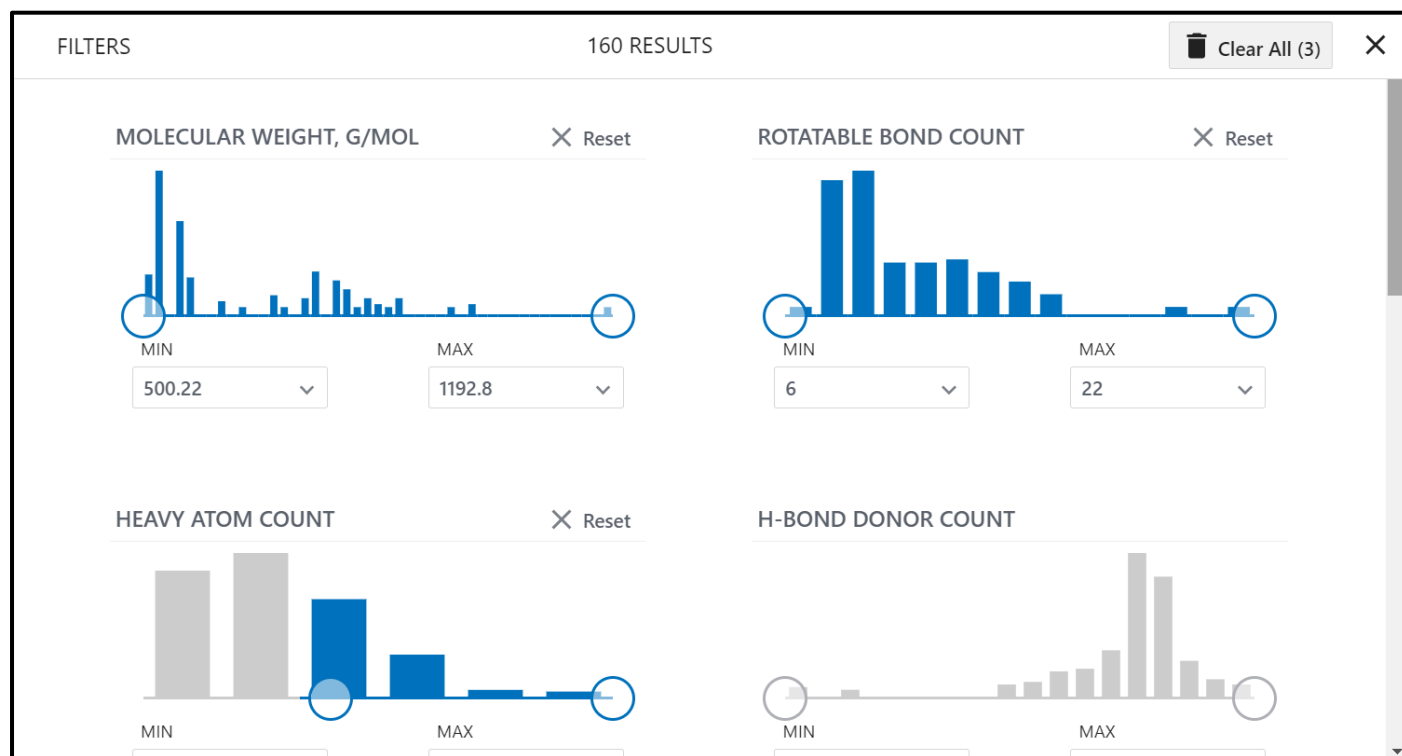 FILTERS 160 RESULTS Clear All (3)
MOLECULAR WEIGHT, G/MOL Reset
ROTATABLE BOND COUNT Reset
MIN MAX
500.22 1192.8
MIN MAX
6 22
HEAVY ATOM COUNT Reset
H-BOND DONOR COUNT
MIN MAX
MIN MAX